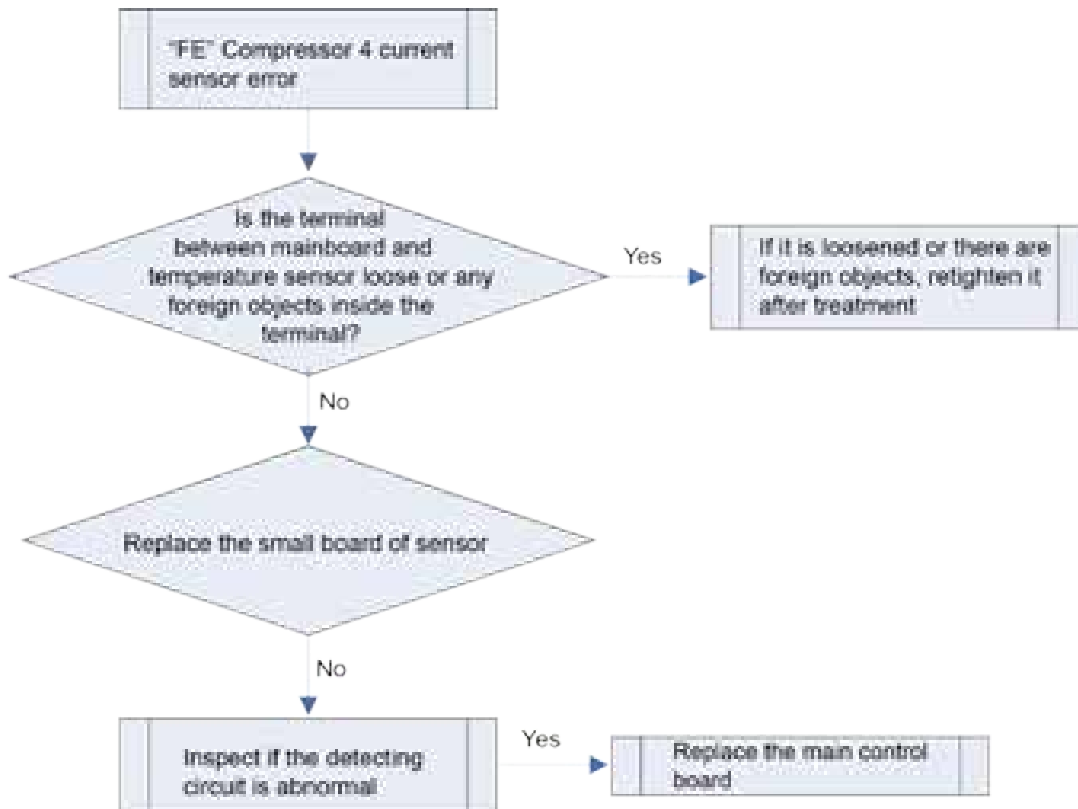 "FE" Compressor 4 current
sensor error
Is the terminal
between mainboard and
temperature sensor loose or any
foreign objects inside the
terminal?
Yes
If it is loosened or there are
foreign objects, retighten it
after treatment
No
Replace the small board of sensor
No
Inspect if the detecting
circuit is abnormal
Yes
Replace the main control
board